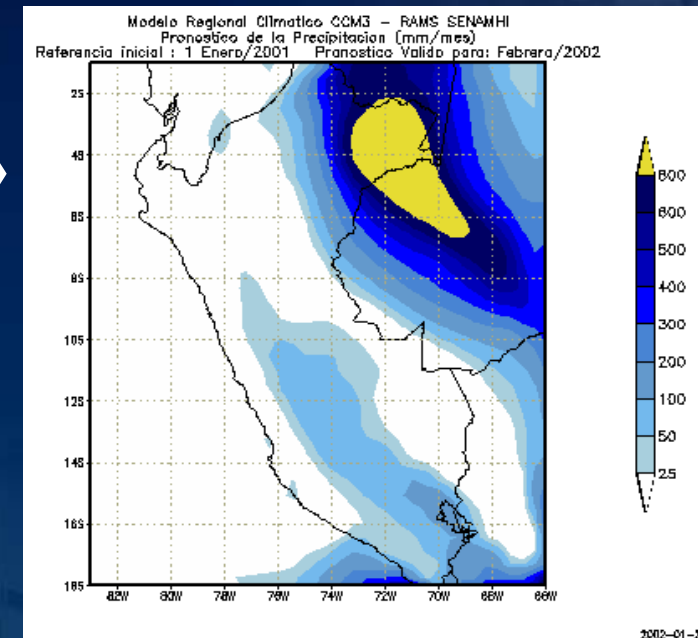 Modelo Regional Climatico CCM3 – RAMS SENAMHI
Pronostico de la Precipitacion (mm/mes)
Referencia inicial : 1 Enero/2001 Pronostico Valido para: Febrero/2002
2S
4S
6S
8S
10S
12S
14S
16S
18S
82W 80W 78W 76W 74W 72W 70W 68W 66W
800
600
500
400
300
200
100
50
25